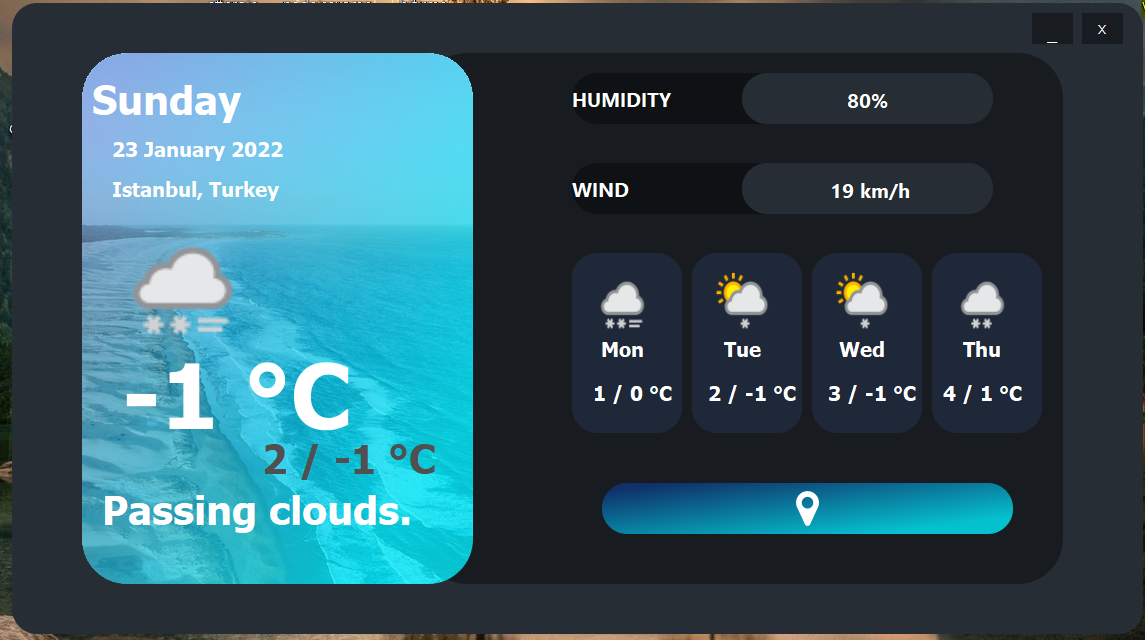 _ X
Sunday
23 January 2022
Istanbul, Turkey
-1 °C
2 / -1 °C
Passing clouds.
HUMIDITY 80%
WIND 19 km/h
Mon Tue Wed Thu
1 / 0 °C 2 / -1 °C 3 / -1 °C 4 / 1 °C